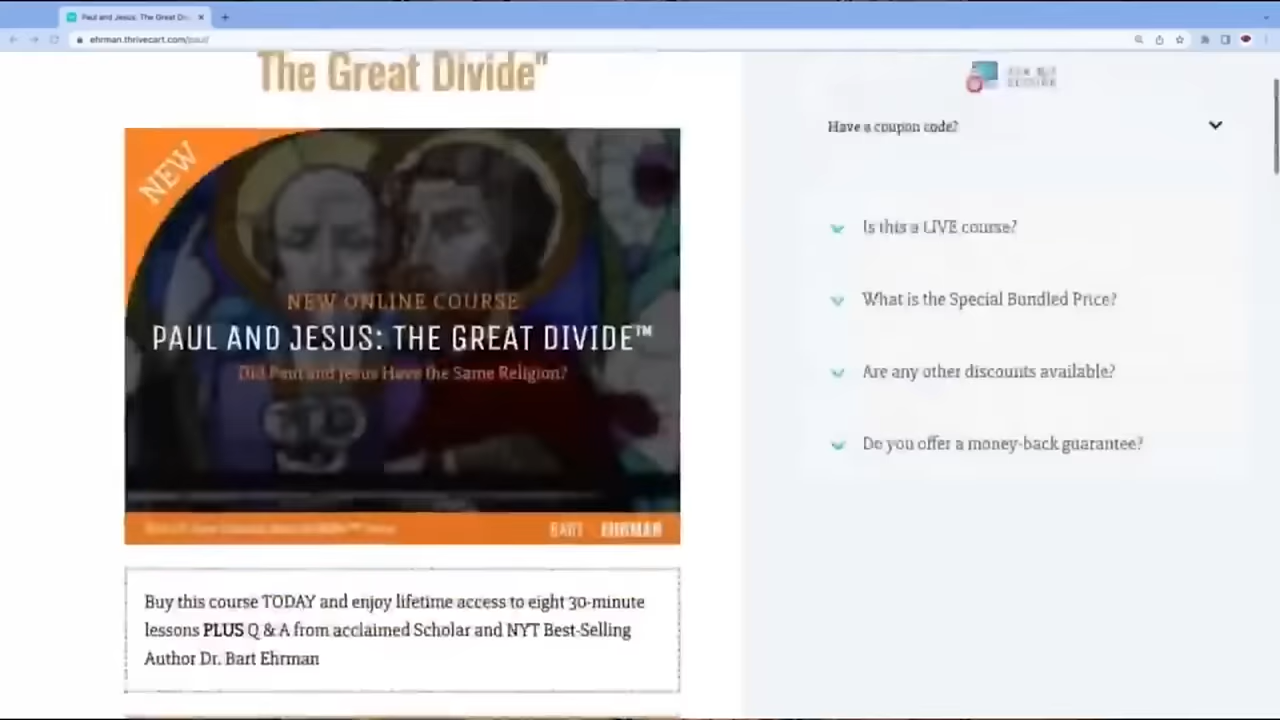 Paul and Jesus: The Great Div
ehrman.thrivecart.com/paul/
The Great Divide"
Have a coupon code?
NEW
NEW ONLINE COURSE
PAUL AND JESUS: THE GREAT DIVIDE™
Did Paul and Jesus Have the Same Religion?
BART EHRMAN
Is this a LIVE course?
What is the Special Bundled Price?
Are any other discounts available?
Do you offer a money-back guarantee?
Buy this course TODAY and enjoy lifetime access to eight 30-minute
lessons PLUS Q & A from acclaimed Scholar and NYT Best-Selling
Author Dr. Bart Ehrman